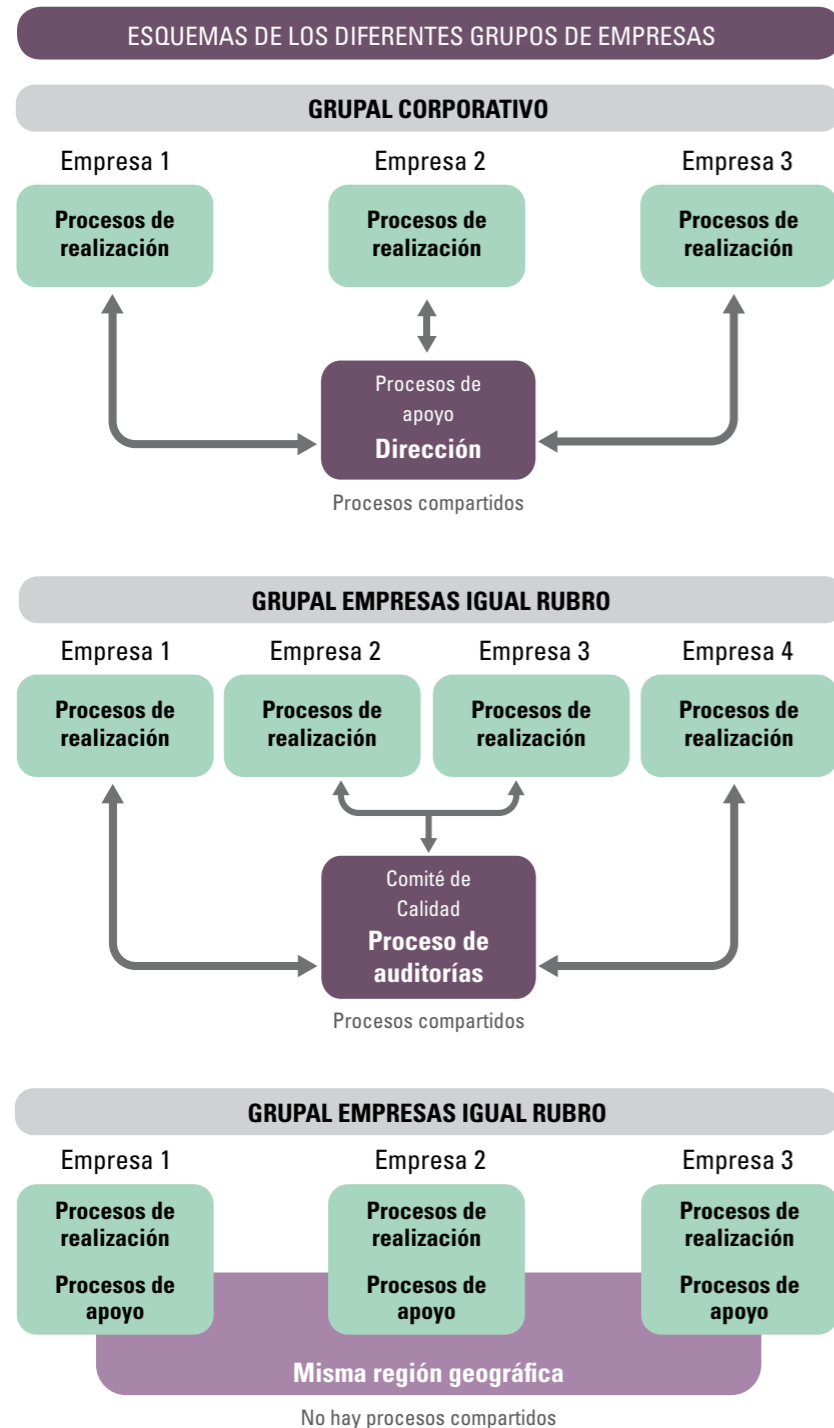 ESQUEMAS DE LOS DIFERENTES GRUPOS DE EMPRESAS
GRUPAL CORPORATIVO
Empresa 1
Empresa 2
Empresa 3
Procesos de
realización
Procesos de
realización
Procesos de
realización
Procesos de
apoyo
Dirección
Procesos compartidos
GRUPAL EMPRESAS IGUAL RUBRO
Empresa 1
Empresa 2
Empresa 3
Empresa 4
Procesos de
realización
Procesos de
realización
Procesos de
realización
Procesos de
realización
Comité de
Calidad
Proceso de
auditorías
Procesos compartidos
GRUPAL EMPRESAS IGUAL RUBRO
Empresa 1
Empresa 2
Empresa 3
Procesos de
realización
Procesos de
apoyo
Procesos de
realización
Procesos de
apoyo
Procesos de
realización
Procesos de
apoyo
Misma región geográfica
No hay procesos compartidos